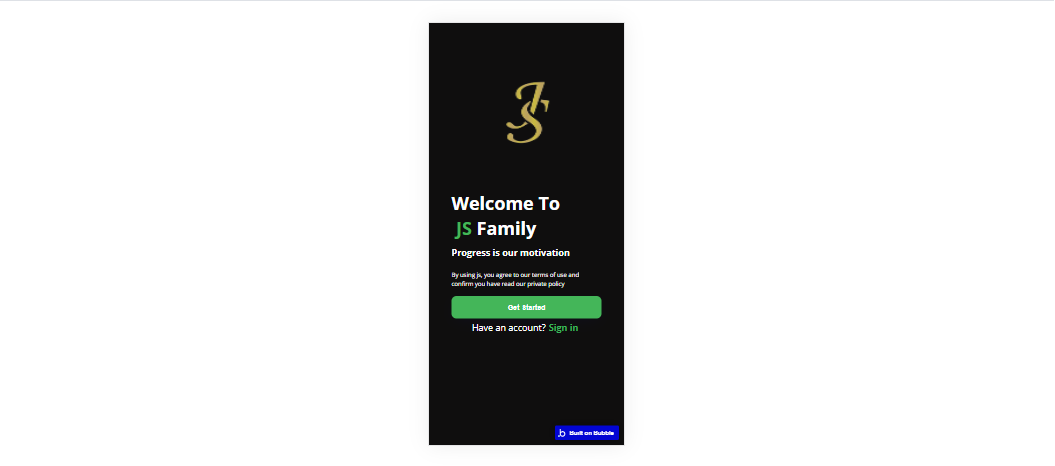 JS
Welcome To
JS Family
Progress is our motivation
By using js, you agree to our terms of use and
confirm you have read our private policy
Get Started
Have an account? Sign in
b Built on Bubble